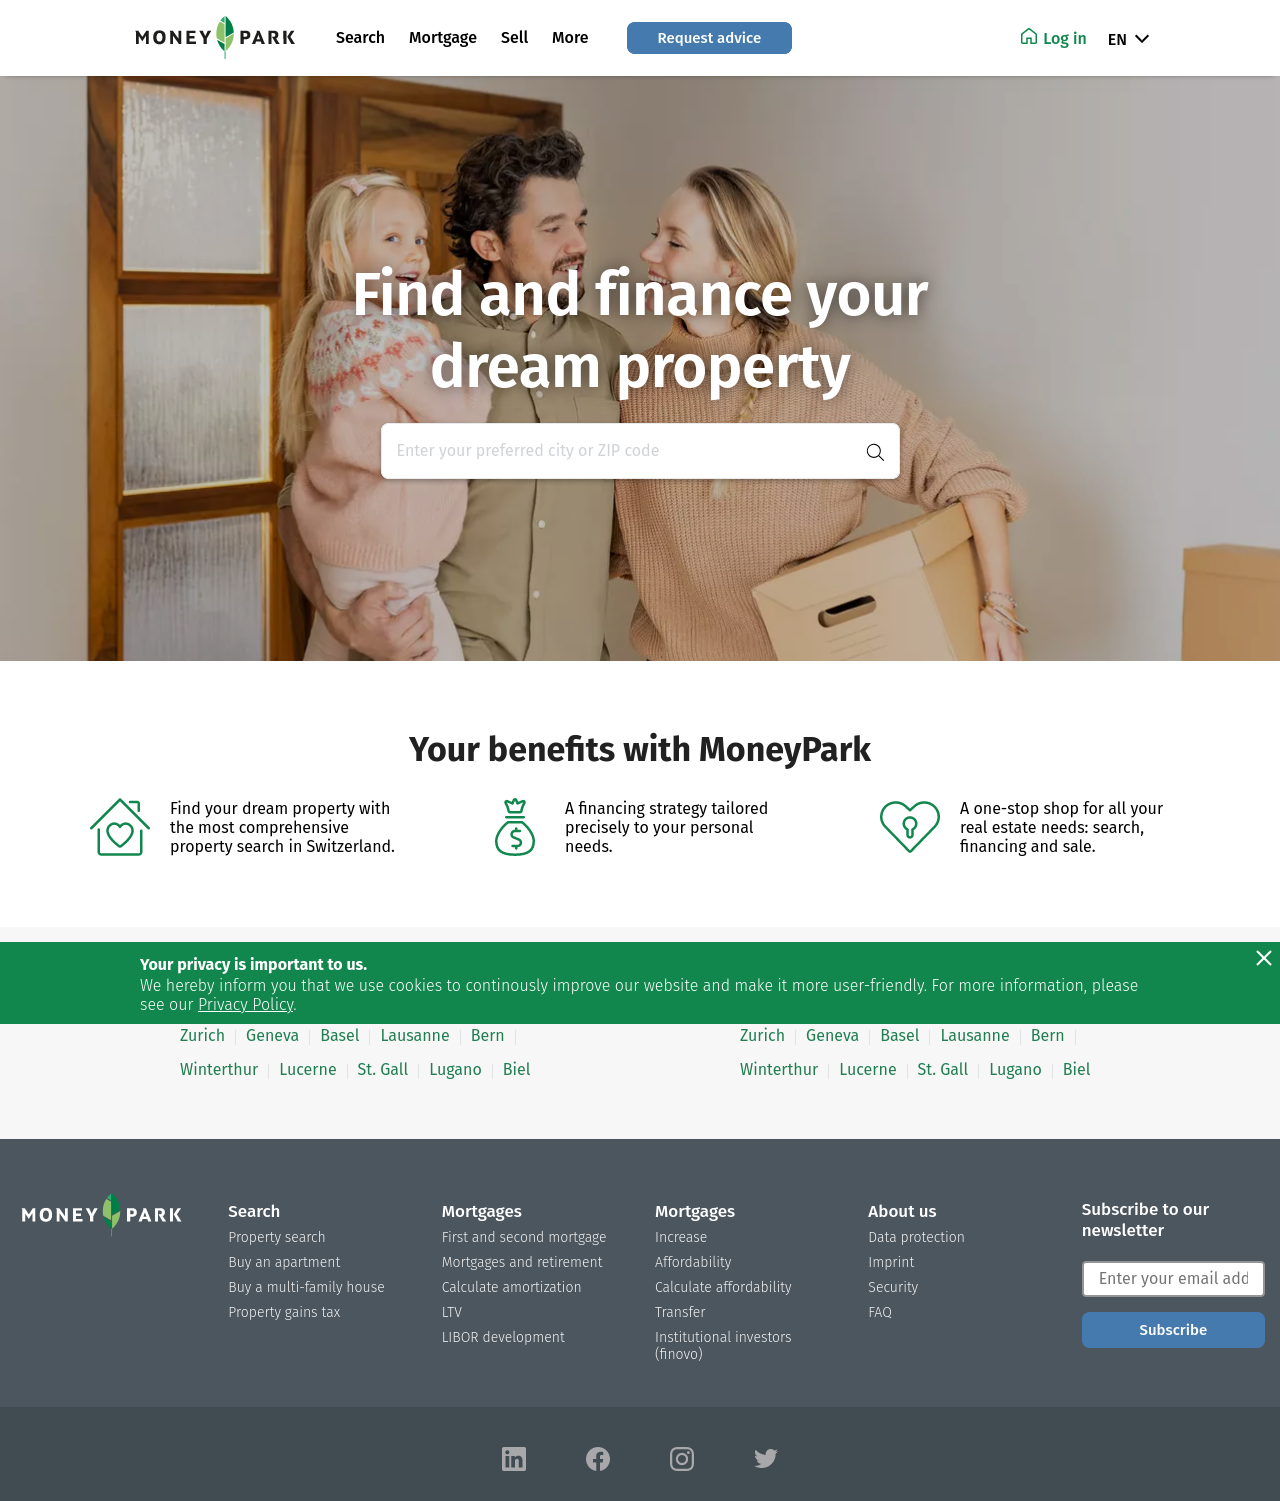 MONEY PARK
Search
Mortgage
Sell
More
Request advice
Log in
EN
Find and finance your
dream property
Enter your preferred city or ZIP code
Your benefits with MoneyPark
Find your dream property with
the most comprehensive
property search in Switzerland.
A financing strategy tailored
precisely to your personal
needs.
A one-stop shop for all your
real estate needs: search,
financing and sale.
Your privacy is important to us.
We hereby inform you that we use cookies to continously improve our website and make it more user-friendly. For more information, please
see our Privacy Policy.
Zurich Geneva Basel Lausanne Bern
Winterthur Lucerne St. Gall Lugano Biel
Zurich Geneva Basel Lausanne Bern
Winterthur Lucerne St. Gall Lugano Biel
MONEY PARK
Search
Property search
Buy an apartment
Buy a multi-family house
Property gains tax
Mortgages
First and second mortgage
Mortgages and retirement
Calculate amortization
LTV
LIBOR development
Mortgages
Increase
Affordability
Calculate affordability
Transfer
Institutional investors
(finovo)
About us
Data protection
Imprint
Security
FAQ
Subscribe to our
newsletter
Enter your email add
Subscribe